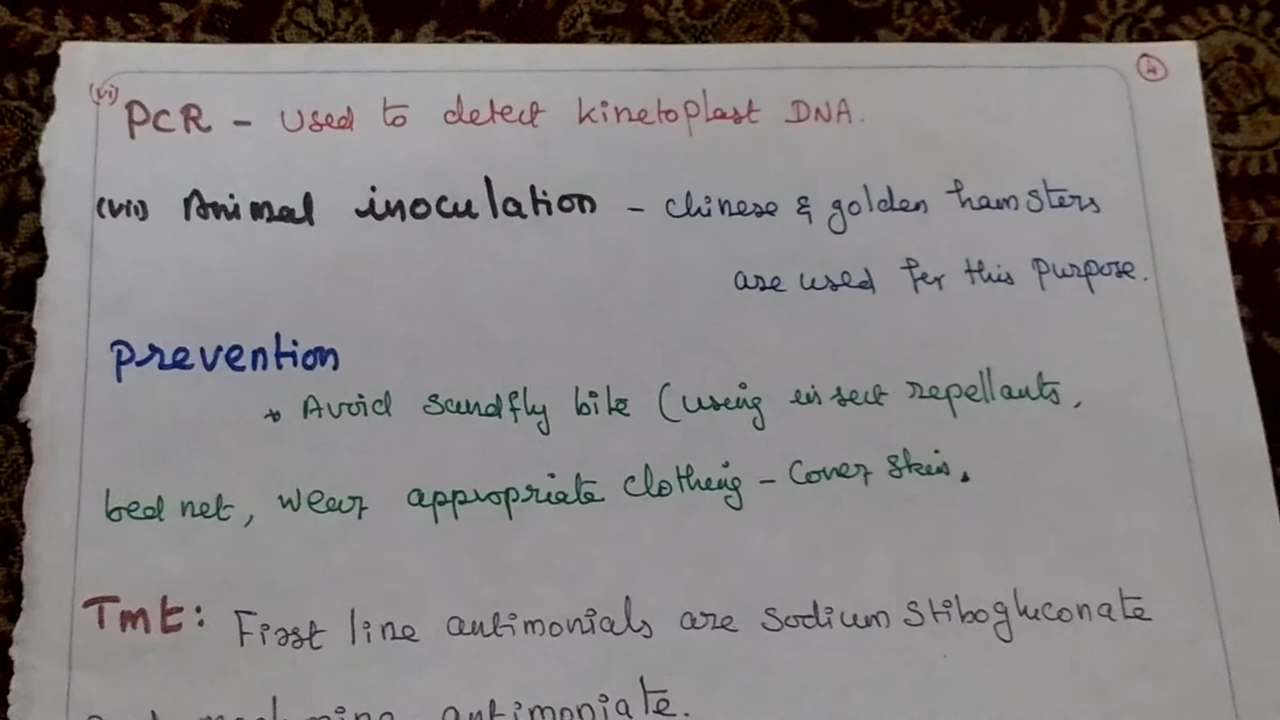 4
(vi) PCR - Used to detect kinetoplast DNA.
(vii) Animal inoculation - chinese & golden hamsters
are used for this purpose.
Prevention
* Avoid sandfly bite (using insect repellants,
bed net, wear appropriate clothing - Cover skin.
Tmt: First line antimonials are sodium stibogluconate
antimoniate.